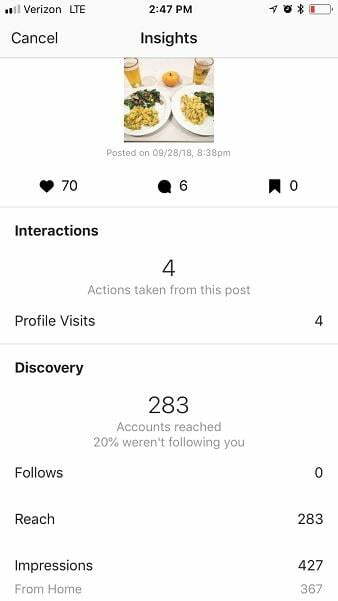 Verizon LTE 2:47 PM
Cancel Insights
Posted on 09/28/18, 8:38pm
70 6 0
Interactions
4
Actions taken from this post
Profile Visits 4
Discovery
283
Accounts reached
20% weren't following you
Follows 0
Reach 283
Impressions 427
From Home 367